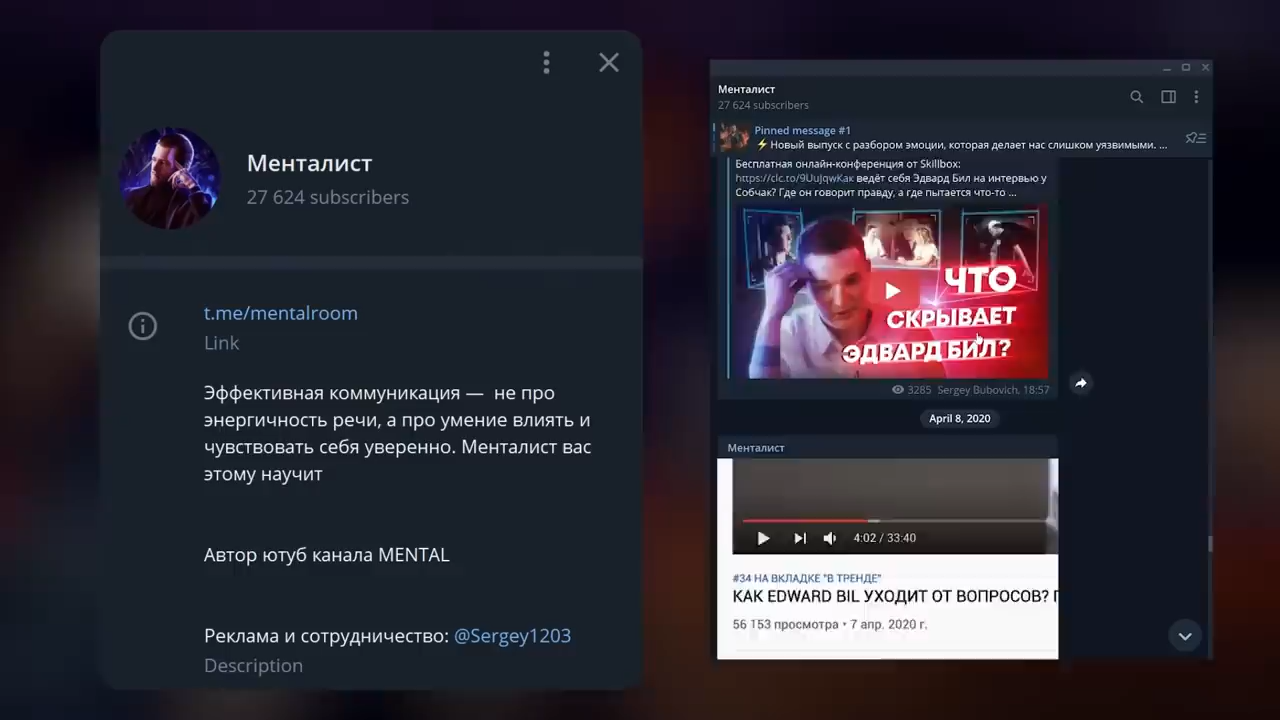 Менталист
27 624 subscribers
t.me/mentalroom
Link
Эффективная коммуникация — не про
энергичность речи, а про умение влиять и
чувствовать себя уверенно. Менталист вас
этому научит
Автор ютуб канала MENTAL
Реклама и сотрудничество: @Sergey1203
Description
Менталист
27 624 subscribers
Pinned message #1
⚡Новый выпуск с разбором эмоции, которая делает нас слишком уязвимыми. ...
Бесплатная онлайн-конференция от Skillbox:
https://clc.to/9UuJqwКак ведёт себя Эдвард Бил на интервью у
Собчак? Где он говорит правду, а где пытается что-то ...
ЧТО
СКРЫВАЕТ
ЭДВАРД БИЛ?
3285 Sergey Bubovich, 18:57
April 8, 2020
Менталист
4:02 / 33:40
#34 НА ВКЛАДКЕ "В ТРЕНДЕ"
КАК EDWARD BIL УХОДИТ ОТ ВОПРОСОВ?
56 153 просмотра • 7 апр. 2020 г.